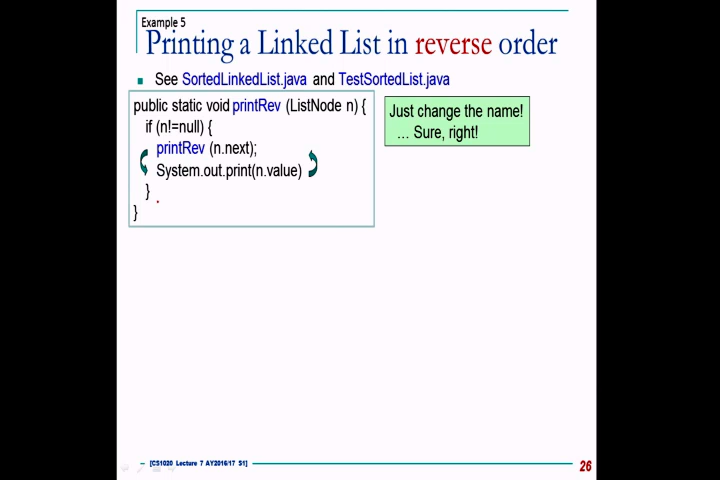 Example 5
Printing a Linked List in reverse order
See SortedLinkedList.java and TestSortedList.java
public static void printRev (ListNode n) {
if (n!=null) {
printRev (n.next);
System.out.print(n.value)
}
}
Just change the name!
... Sure, right!
[CS1020 Lecture 7 AY2016/17 S1]
26